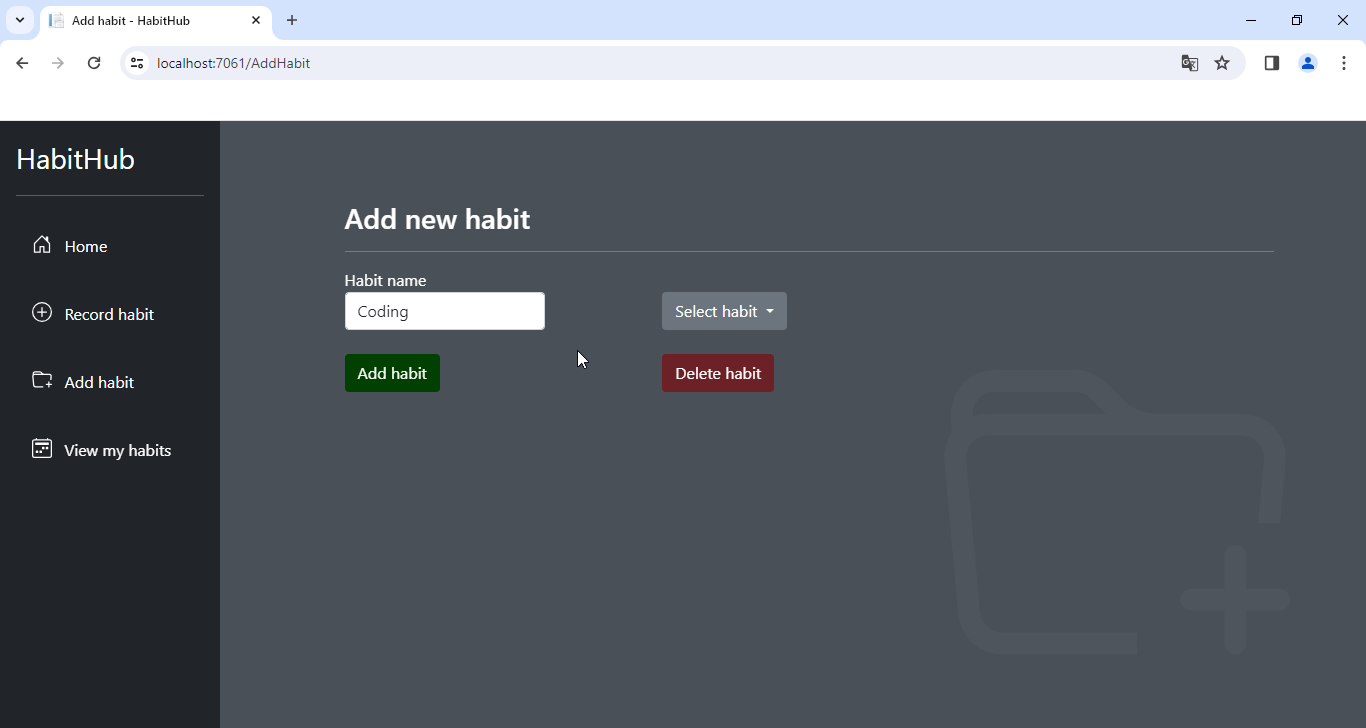 Add habit - HabitHub
localhost:7061/AddHabit
HabitHub
Home
Record habit
Add habit
View my habits
Add new habit
Habit name
Coding
Select habit
Add habit
Delete habit